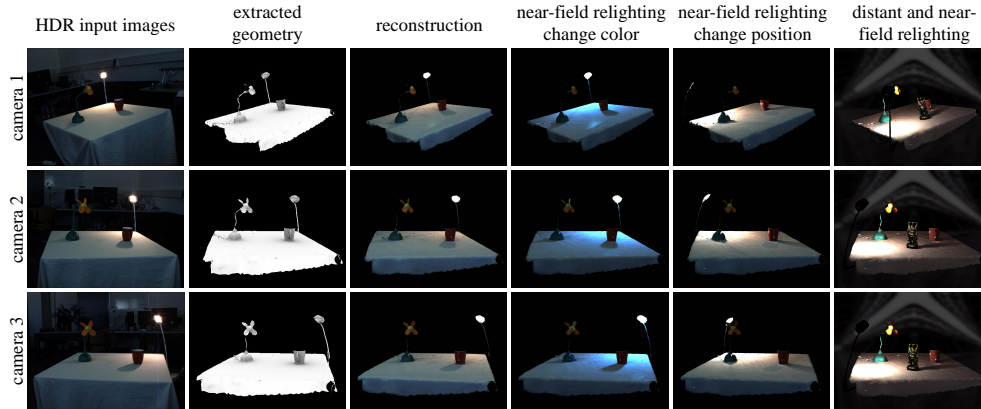 HDR input images
extracted
geometry
reconstruction
near-field relighting
change color
near-field relighting
change position
distant and near-
field relighting
camera 1
camera 2
camera 3